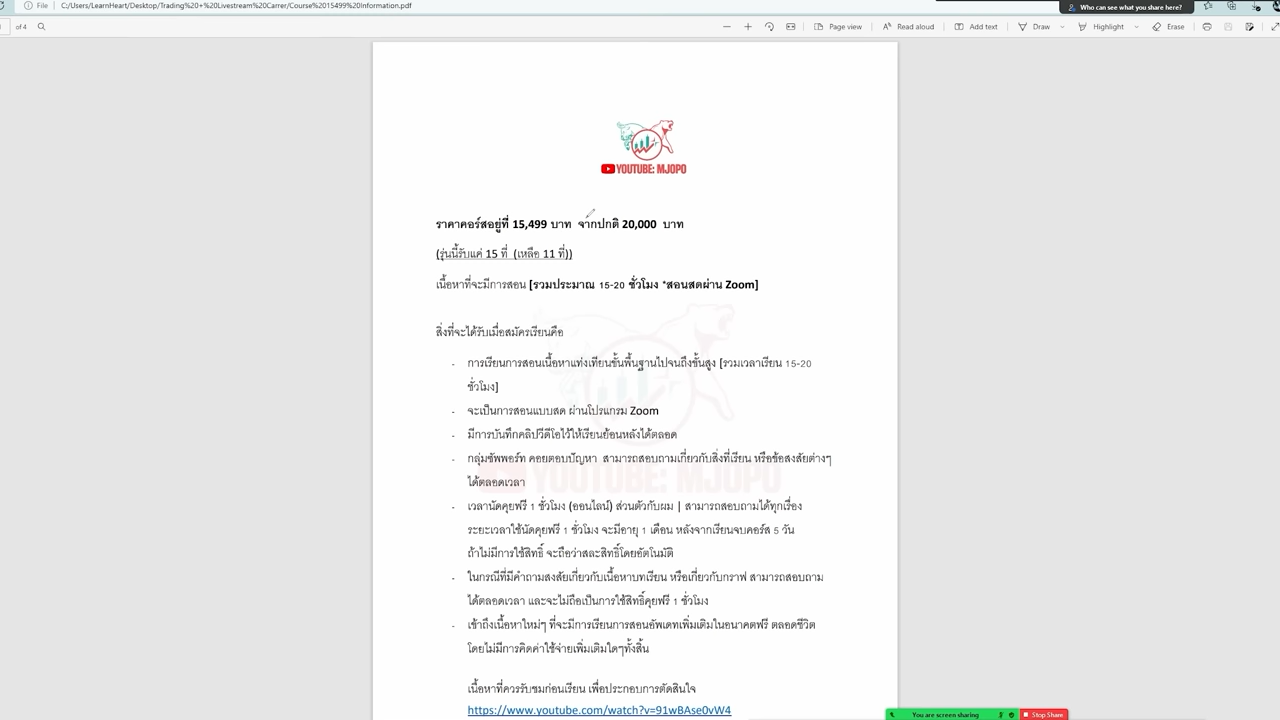 File C:/Users/LearnHeart/Desktop/Trading%20+%20Livestream%20Carrer/Course%2015499%20Information.pdf
Who can see what you share here?
of 4
Page view
Read aloud
Add text
Draw
Highlight
Erase
YOUTUBE: MJOPO
ราคาคอร์สอยู่ที่ 15,499 บาท จากปกติ 20,000 บาท
(รุ่นนี้รับแค่ 15 ที่ (เหลือ 11 ที่))
เนื้อหาที่จะมีการสอน [รวมประมาณ 15-20 ชั่วโมง *สอนสดผ่าน Zoom]
สิ่งที่จะได้รับเมื่อสมัครเรียนคือ
- การเรียนการสอนเนื้อหาแท่งเทียนขั้นพื้นฐานไปจนถึงขั้นสูง [รวมเวลาเรียน 15-20
ชั่วโมง]
- จะเป็นการสอนแบบสด ผ่านโปรแกรม Zoom
- มีการบันทึกคลิปวีดีโอไว้ให้เรียนย้อนหลังได้ตลอด
- กลุ่มซัพพอร์ท คอยตอบปัญหา สามารถสอบถามเกี่ยวกับสิ่งที่เรียน หรือข้อสงสัยต่างๆ
ได้ตลอดเวลา
YOUTUBE: MJOPO
- เวลานัดคุยฟรี 1 ชั่วโมง (ออนไลน์) ส่วนตัวกับผม | สามารถสอบถามได้ทุกเรื่อง
ระยะเวลาใช้นัดคุยฟรี 1 ชั่วโมง จะมีอายุ 1 เดือน หลังจากเรียนจบคอร์ส 5 วัน
ถ้าไม่มีการใช้สิทธิ์ จะถือว่าสละสิทธิ์โดยอัตโนมัติ
- ในกรณีที่มีคำถามสงสัยเกี่ยวกับเนื้อหาบทเรียน หรือเกี่ยวกับกราฟ สามารถสอบถาม
ได้ตลอดเวลา และจะไม่ถือเป็นการใช้สิทธิ์คุยฟรี 1 ชั่วโมง
- เข้าถึงเนื้อหาใหม่ๆ ที่จะมีการเรียนการสอนอัพเดทเพิ่มเติมในอนาคตฟรี ตลอดชีวิต
โดยไม่มีการคิดค่าใช้จ่ายเพิ่มเติมใดๆทั้งสิ้น
เนื้อหาที่ควรรับชมก่อนเรียน เพื่อประกอบการตัดสินใจ
https://www.youtube.com/watch?v=91wBAse0vW4
You are screen sharing
Stop Share